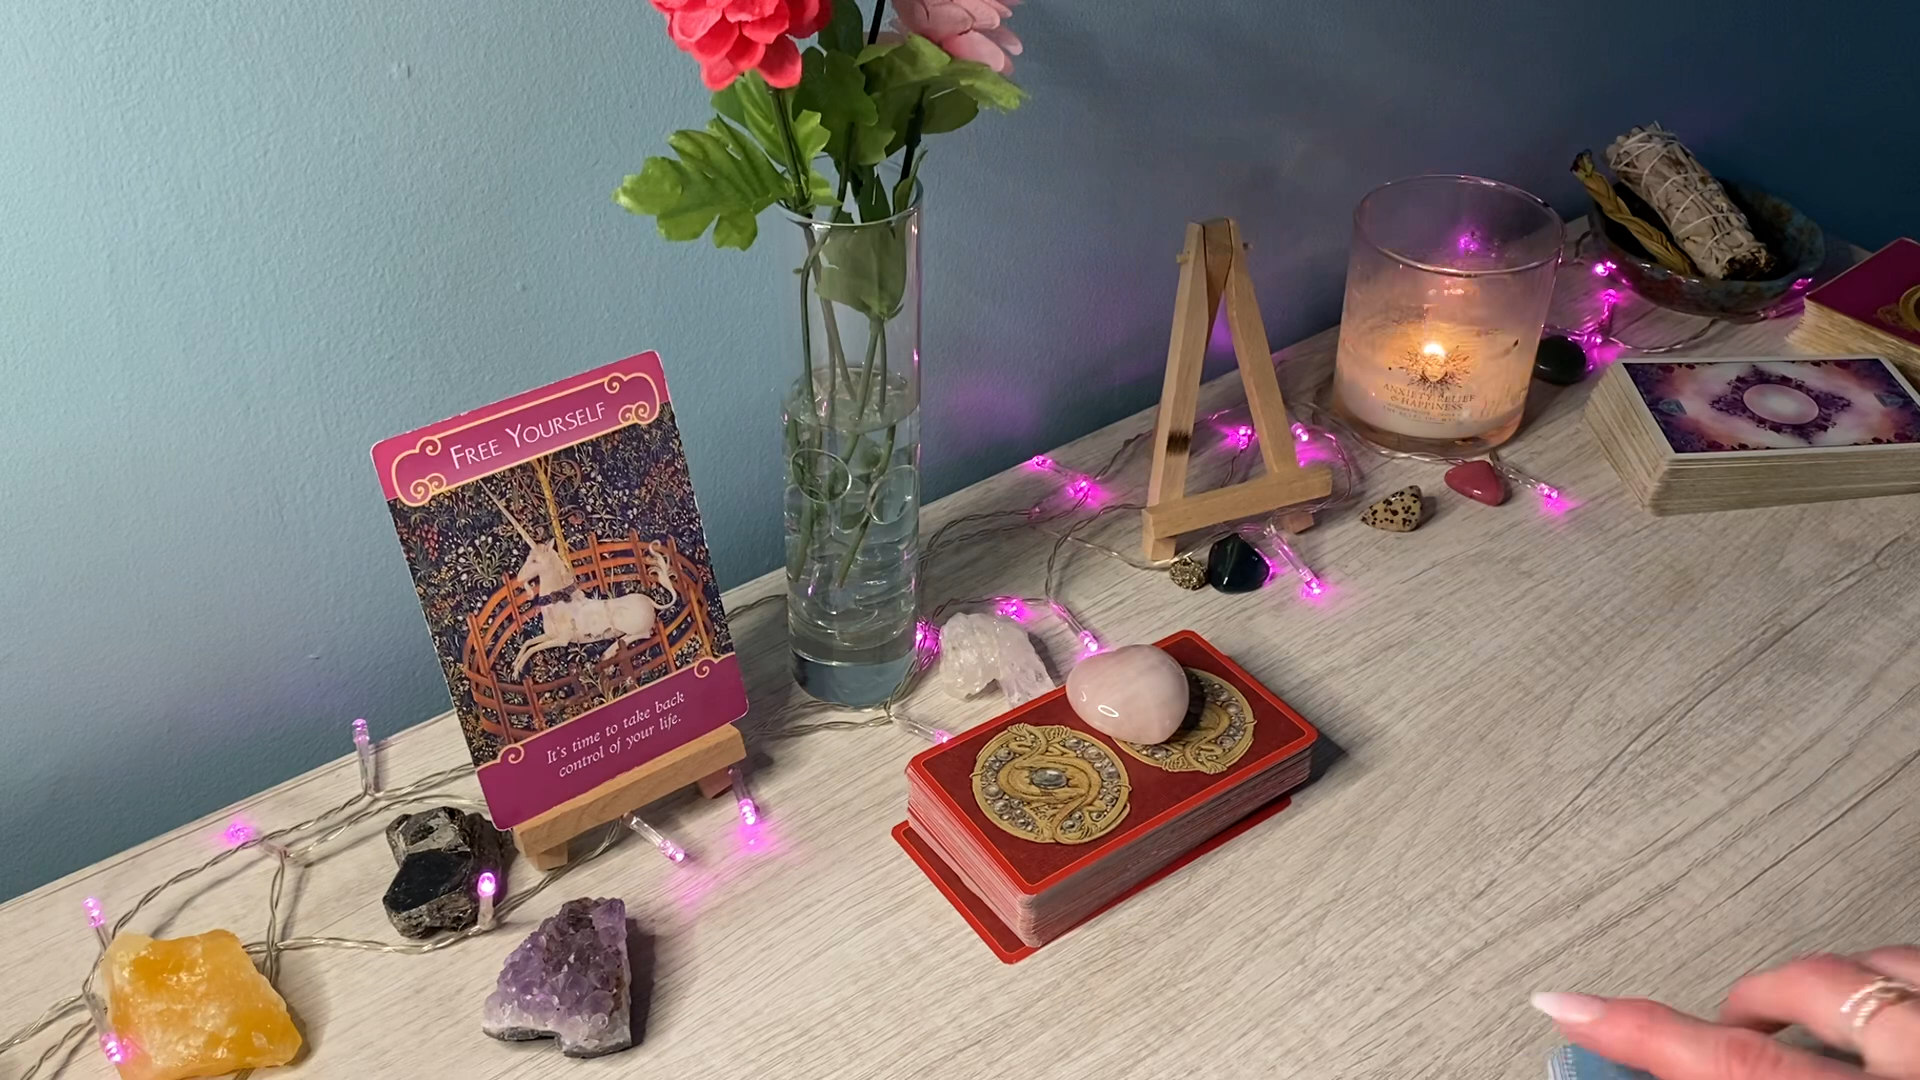 FREE YOURSELF
It's time to take back
control of your life.
ANXIETY RELIEF
& HAPPINESS